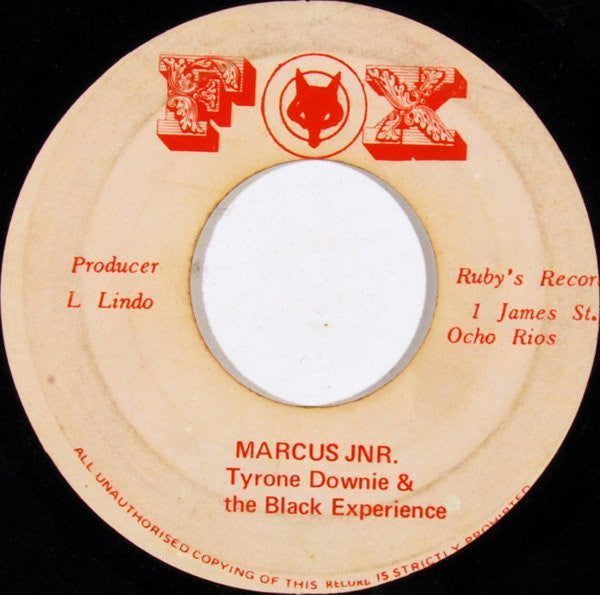 FOX
Producer
L Lindo
Ruby's Recor
1 James St.
Ocho Rios
MARCUS JNR.
Tyrone Downie &
the Black Experience
ALL UNAUTHORISED COPYING OF THIS RECORD IS STRICTLY PROHIBITED